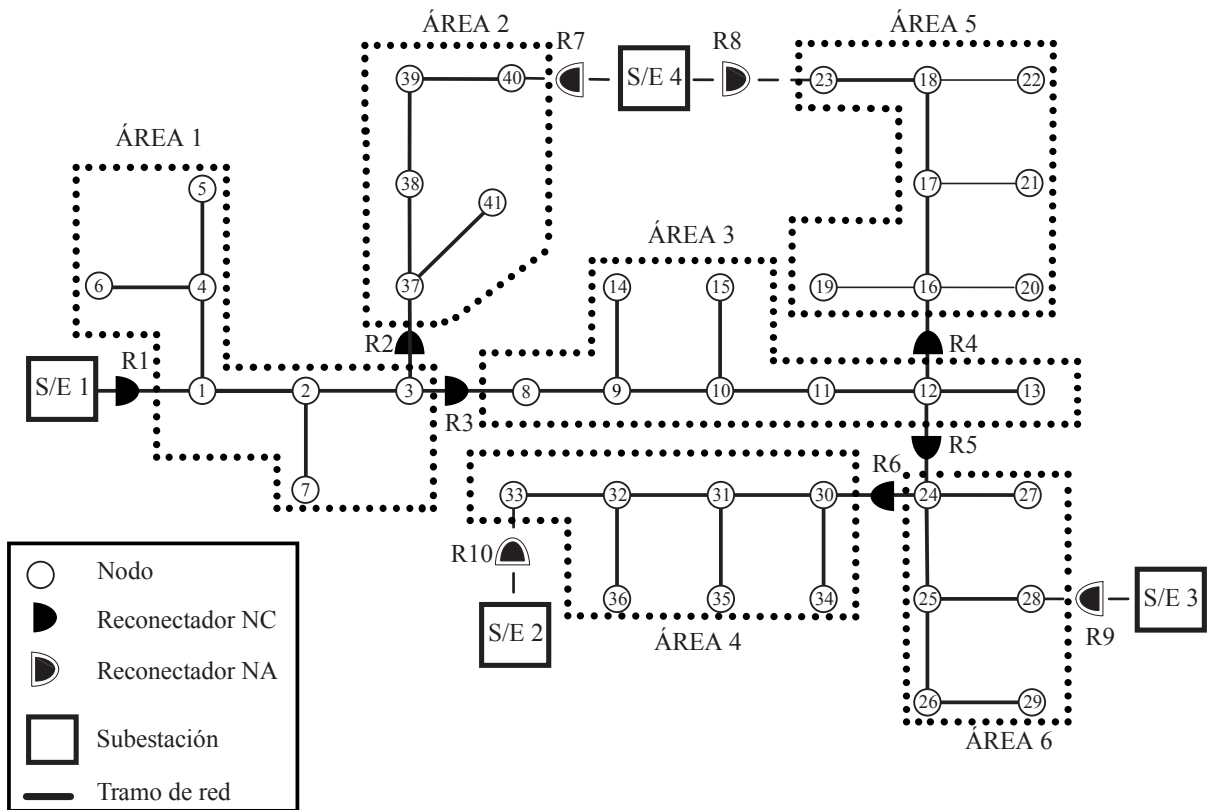 ÁREA 2
R7
R8
ÁREA 5
39
40
S/E 4
23
18
22
ÁREA 1
5
38
41
17
21
ÁREA 3
6
4
37
14
15
19
16
20
R1
R2
R4
S/E 1
1
2
3
R3
8
9
10
11
12
13
R5
7
33
32
31
30
R6
24
27
R10
S/E 2
36
35
34
25
28
R9
S/E 3
ÁREA 4
26
29
ÁREA 6
Nodo
Reconectador NC
Reconectador NA
Subestación
Tramo de red